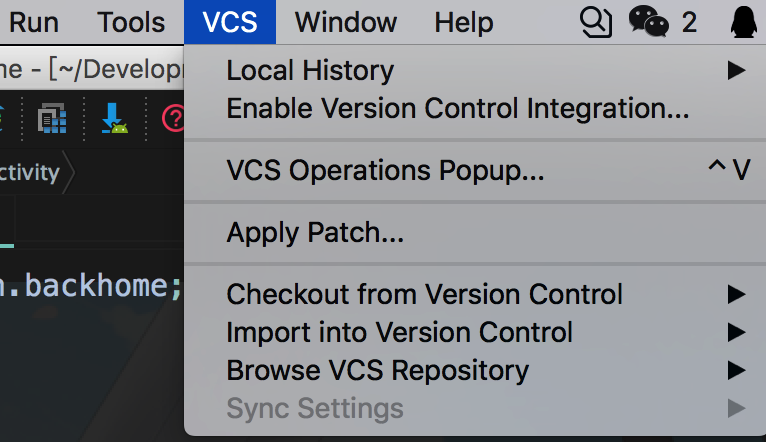 Run Tools VCS Window Help 2
me - [~/Develop
Local History
Enable Version Control Integration...
ctivity
VCS Operations Popup... ^V
Apply Patch...
.backhome;
Checkout from Version Control
Import into Version Control
Browse VCS Repository
Sync Settings